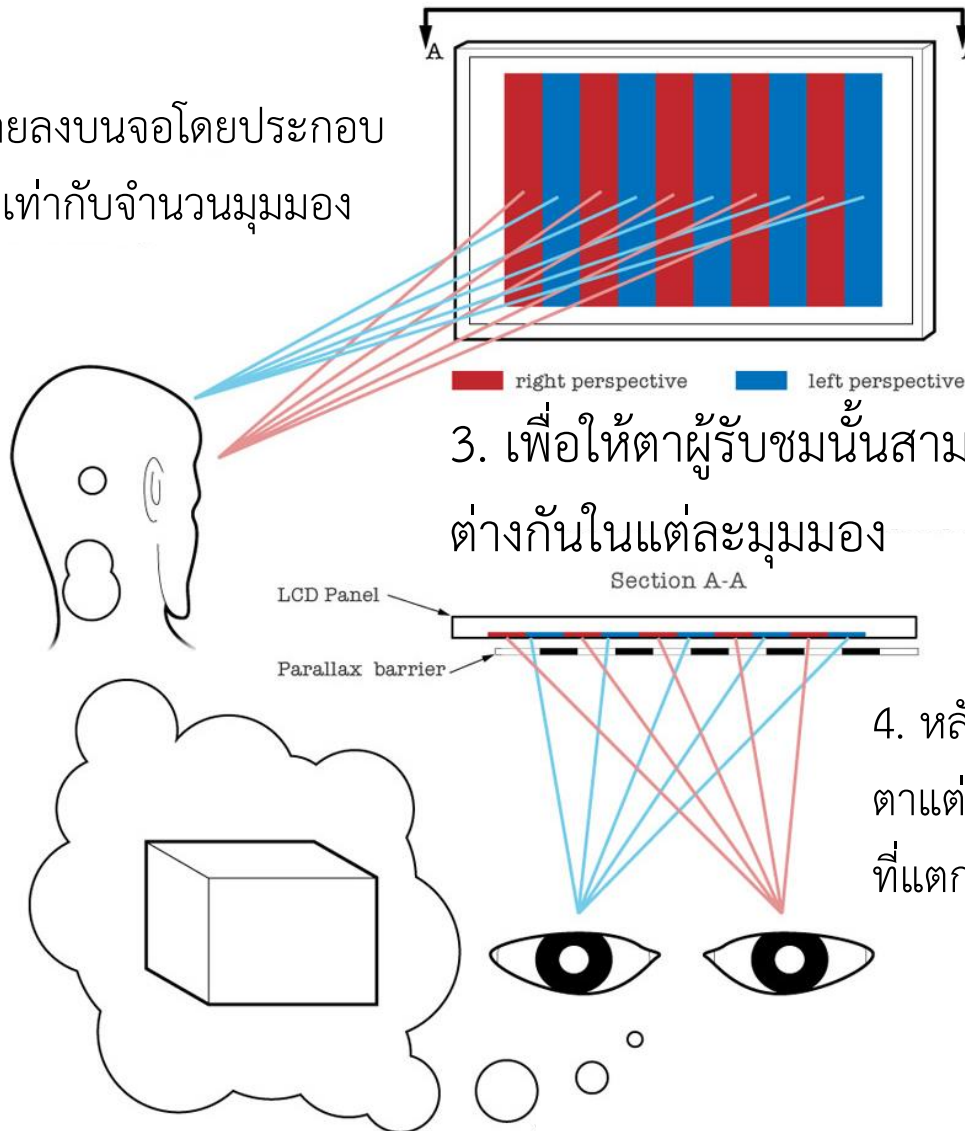 A
ยลงบนจอโดยประกอบ
เท่ากับจำนวนมุมมอง
right perspective
left perspective
3. เพื่อให้ตาผู้รับชมนั้นสาม
ต่างกันในแต่ละมุมมอง
Section A-A
LCD Panel
Parallax barrier
4. หลั
ตาแต่
ที่แตก